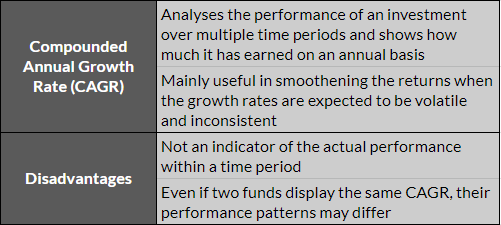 Compounded
Annual Growth
Rate (CAGR)
Analyses the performance of an investment
over multiple time periods and shows how
much it has earned on an annual basis
Mainly useful in smoothening the returns when
the growth rates are expected to be volatile
and inconsistent
Disadvantages
Not an indicator of the actual performance
within a time period
Even if two funds display the same CAGR, their
performance patterns may differ